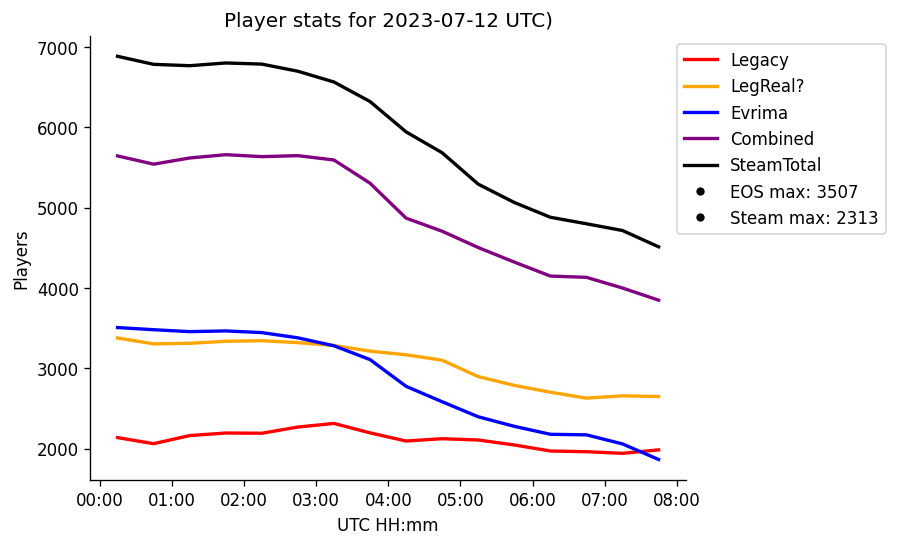 Player stats for 2023-07-12 UTC)
7000
6000
5000
4000
3000
2000
Players
00:00 01:00 02:00 03:00 04:00 05:00 06:00 07:00 08:00
UTC HH:mm
Legacy
LegReal?
Evrima
Combined
SteamTotal
EOS max: 3507
Steam max: 2313